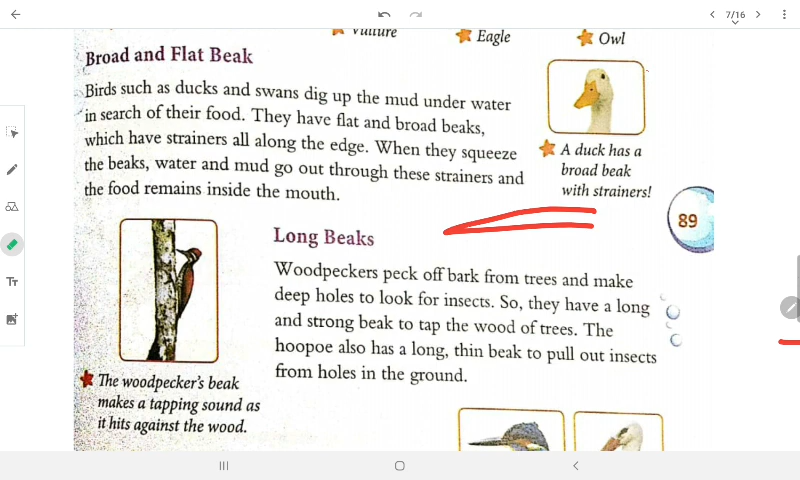 7/16
Vulture
Eagle
Owl
Broad and Flat Beak
Birds such as ducks and swans dig up the mud under water
in search of their food. They have flat and broad beaks,
which have strainers all along the edge. When they squeeze
the beaks, water and mud go out through these strainers and
the food remains inside the mouth.
A duck has a
broad beak
with strainers!
89
Long Beaks
Woodpeckers peck off bark from trees and make
deep holes to look for insects. So, they have a long
and strong beak to tap the wood of trees. The
hoopoe also has a long, thin beak to pull out insects
from holes in the ground.
The woodpecker's beak
makes a tapping sound as
it hits against the wood.
Tт